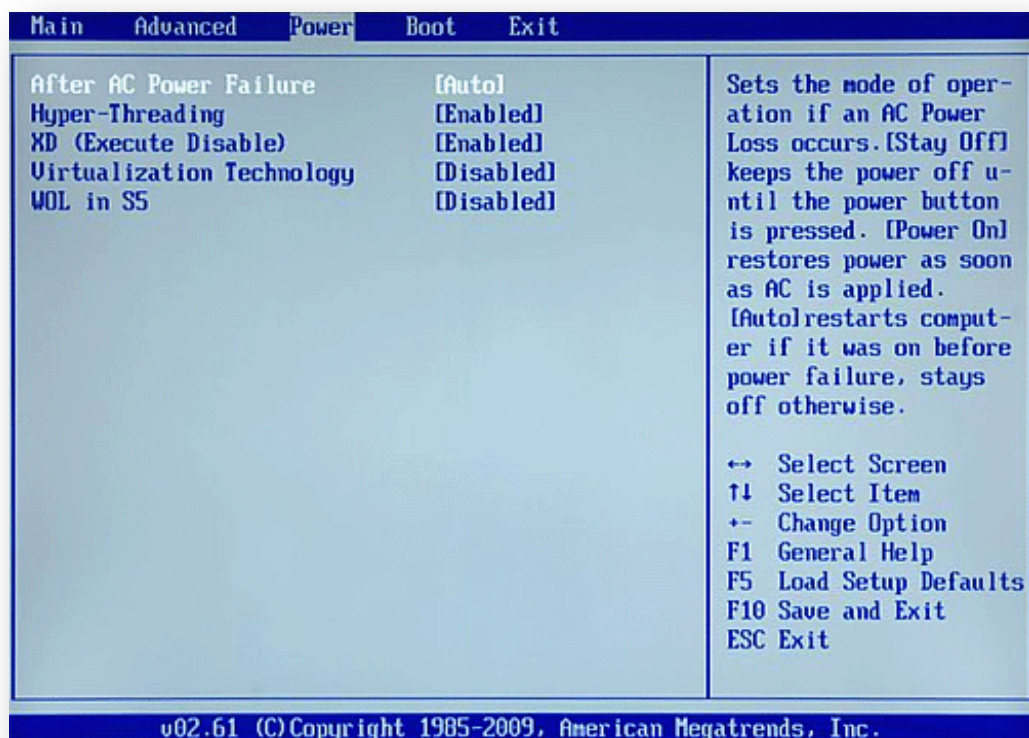 Main Advanced Power Boot Exit
After AC Power Failure [Auto]
Hyper-Threading [Enabled]
XD (Execute Disable) [Enabled]
Virtualization Technology [Disabled]
WOL in S5 [Disabled]
Sets the mode of oper-
ation if an AC Power
Loss occurs.[Stay Off]
keeps the power off u-
ntil the power button
is pressed. [Power On]
restores power as soon
as AC is applied.
[Auto]restarts comput-
er if it was on before
power failure, stays
off otherwise.
↔ Select Screen
↑↓ Select Item
+- Change Option
F1 General Help
F5 Load Setup Defaults
F10 Save and Exit
ESC Exit
v02.61 (C)Copyright 1985-2009, American Megatrends, Inc.